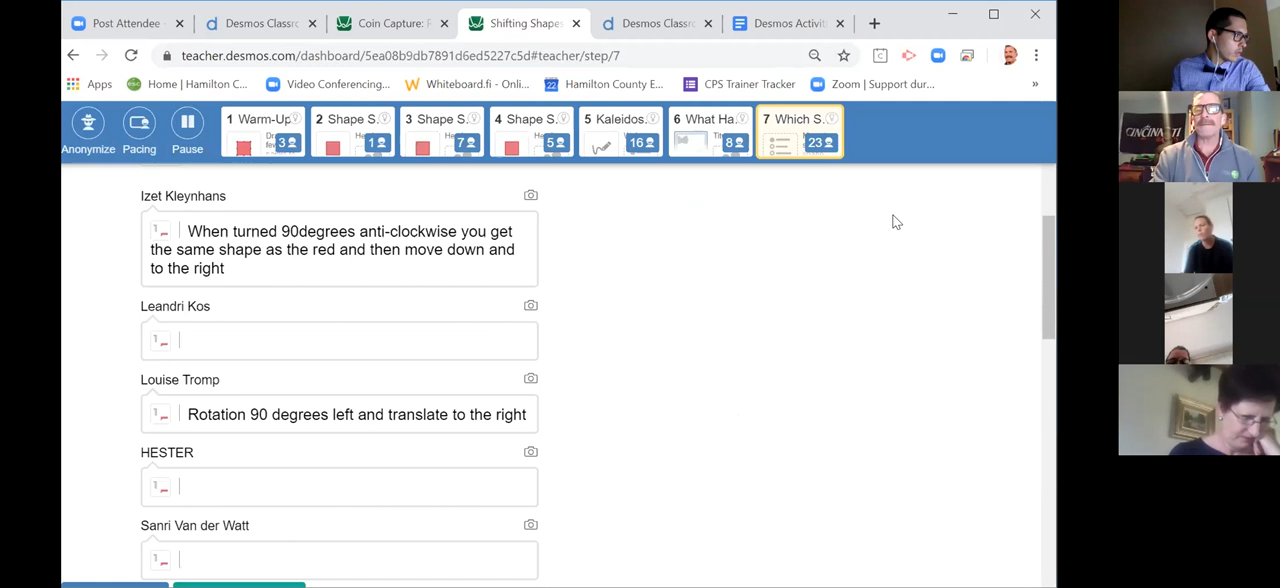 Post Attendee -
Desmos Classro
Coin Capture: F
Shifting Shapes
Desmos Classr
Desmos Activit
teacher.desmos.com/dashboard/5ea08b9db7891d6ed5227c5d#teacher/step/7
Apps
Home | Hamilton C...
Video Conferencing...
Whiteboard.fi - Onli...
22
Hamilton County E...
CPS Trainer Tracker
Zoom | Support dur...
»
Anonymize
Pacing
Pause
1 Warm-Up
3
2 Shape S.
1
3 Shape S.
7
4 Shape S.
5
5 Kaleidos.
16
6 What Ha.
8
7 Which S.
23
Izet Kleynhans
When turned 90degrees anti-clockwise you get
the same shape as the red and then move down and
to the right
Leandri Kos
Louise Tromp
Rotation 90 degrees left and translate to the right
HESTER
Sanri Van der Watt
CINCINNATI